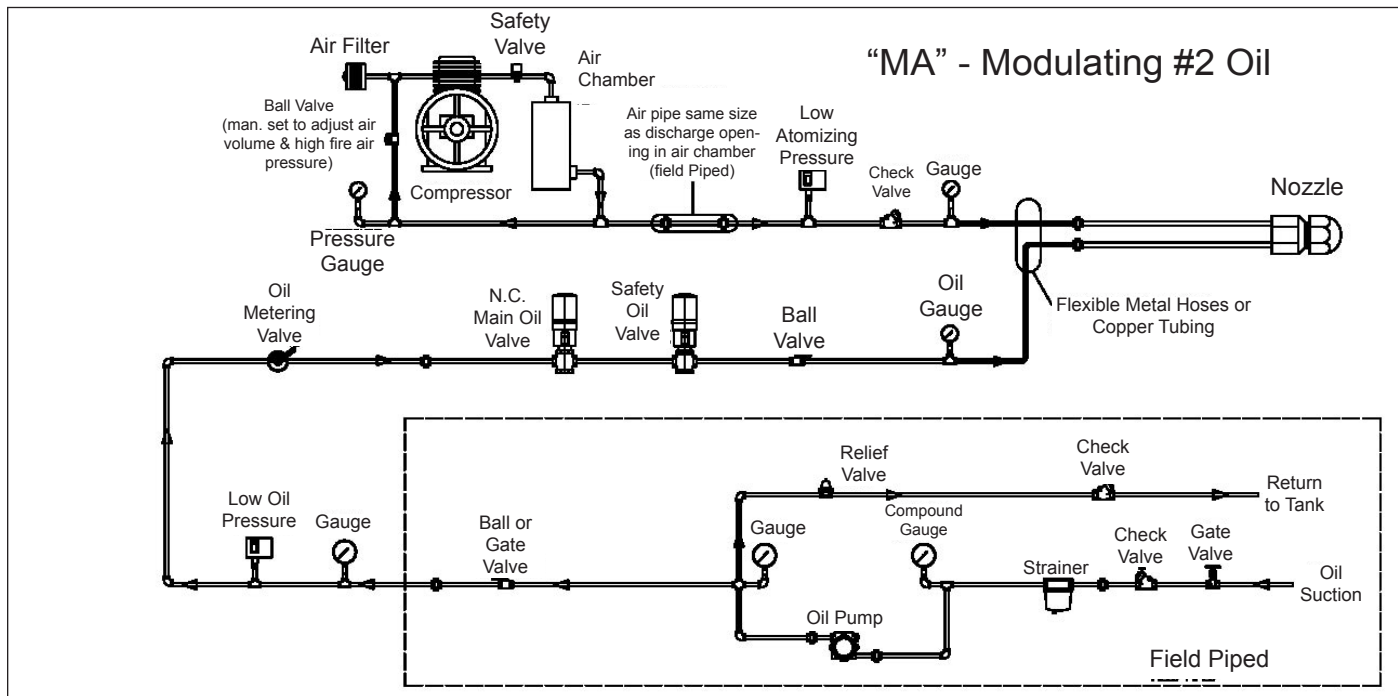 “MA” - Modulating #2 Oil
Safety
Valve
Air Filter
Air
Chamber
Ball Valve
(man. set to adjust air
volume & high fire air
pressure)
Compressor
Air pipe same size
as discharge open-
ing in air chamber
(field Piped)
Low
Atomizing
Pressure
Check
Valve
Gauge
Nozzle
Pressure
Gauge
Flexible Metal Hoses or
Copper Tubing
Oil
Metering
Valve
N.C.
Main Oil
Valve
Safety
Oil
Valve
Ball
Valve
Oil
Gauge
Relief
Valve
Check
Valve
Return
to Tank
Low Oil
Pressure
Gauge
Ball or
Gate
Valve
Gauge
Compound
Gauge
Strainer
Check
Valve
Gate
Valve
Oil
Suction
Oil Pump
Field Piped